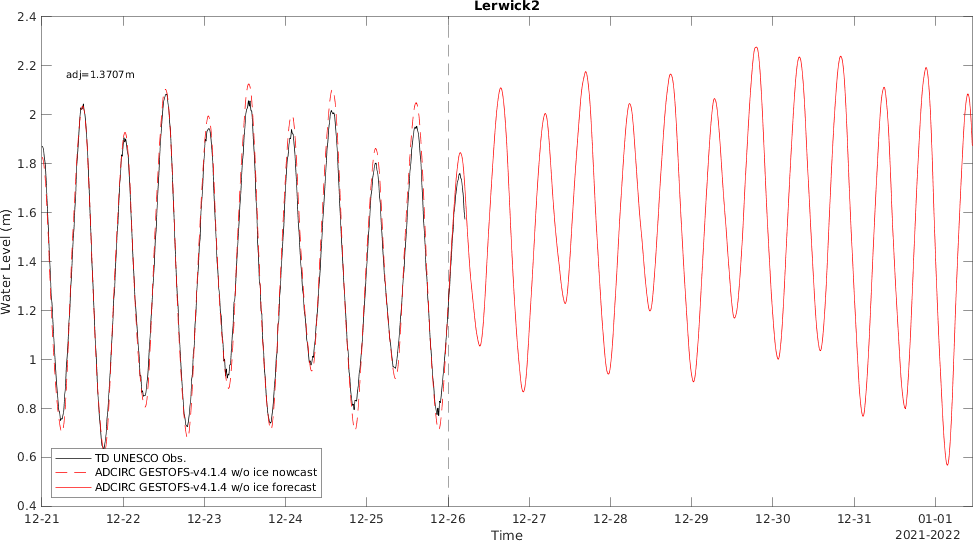 Lerwick2
2.4
2.2
2
1.8
1.6
1.4
1.2
1
0.8
0.6
0.4
Water Level (m)
adj=1.3707m
TD UNESCO Obs.
ADCIRC GESTOFS-v4.1.4 w/o ice nowcast
ADCIRC GESTOFS-v4.1.4 w/o ice forecast
12-21 12-22 12-23 12-24 12-25 12-26 12-27 12-28 12-29 12-30 12-31 01-01
Time
2021-2022